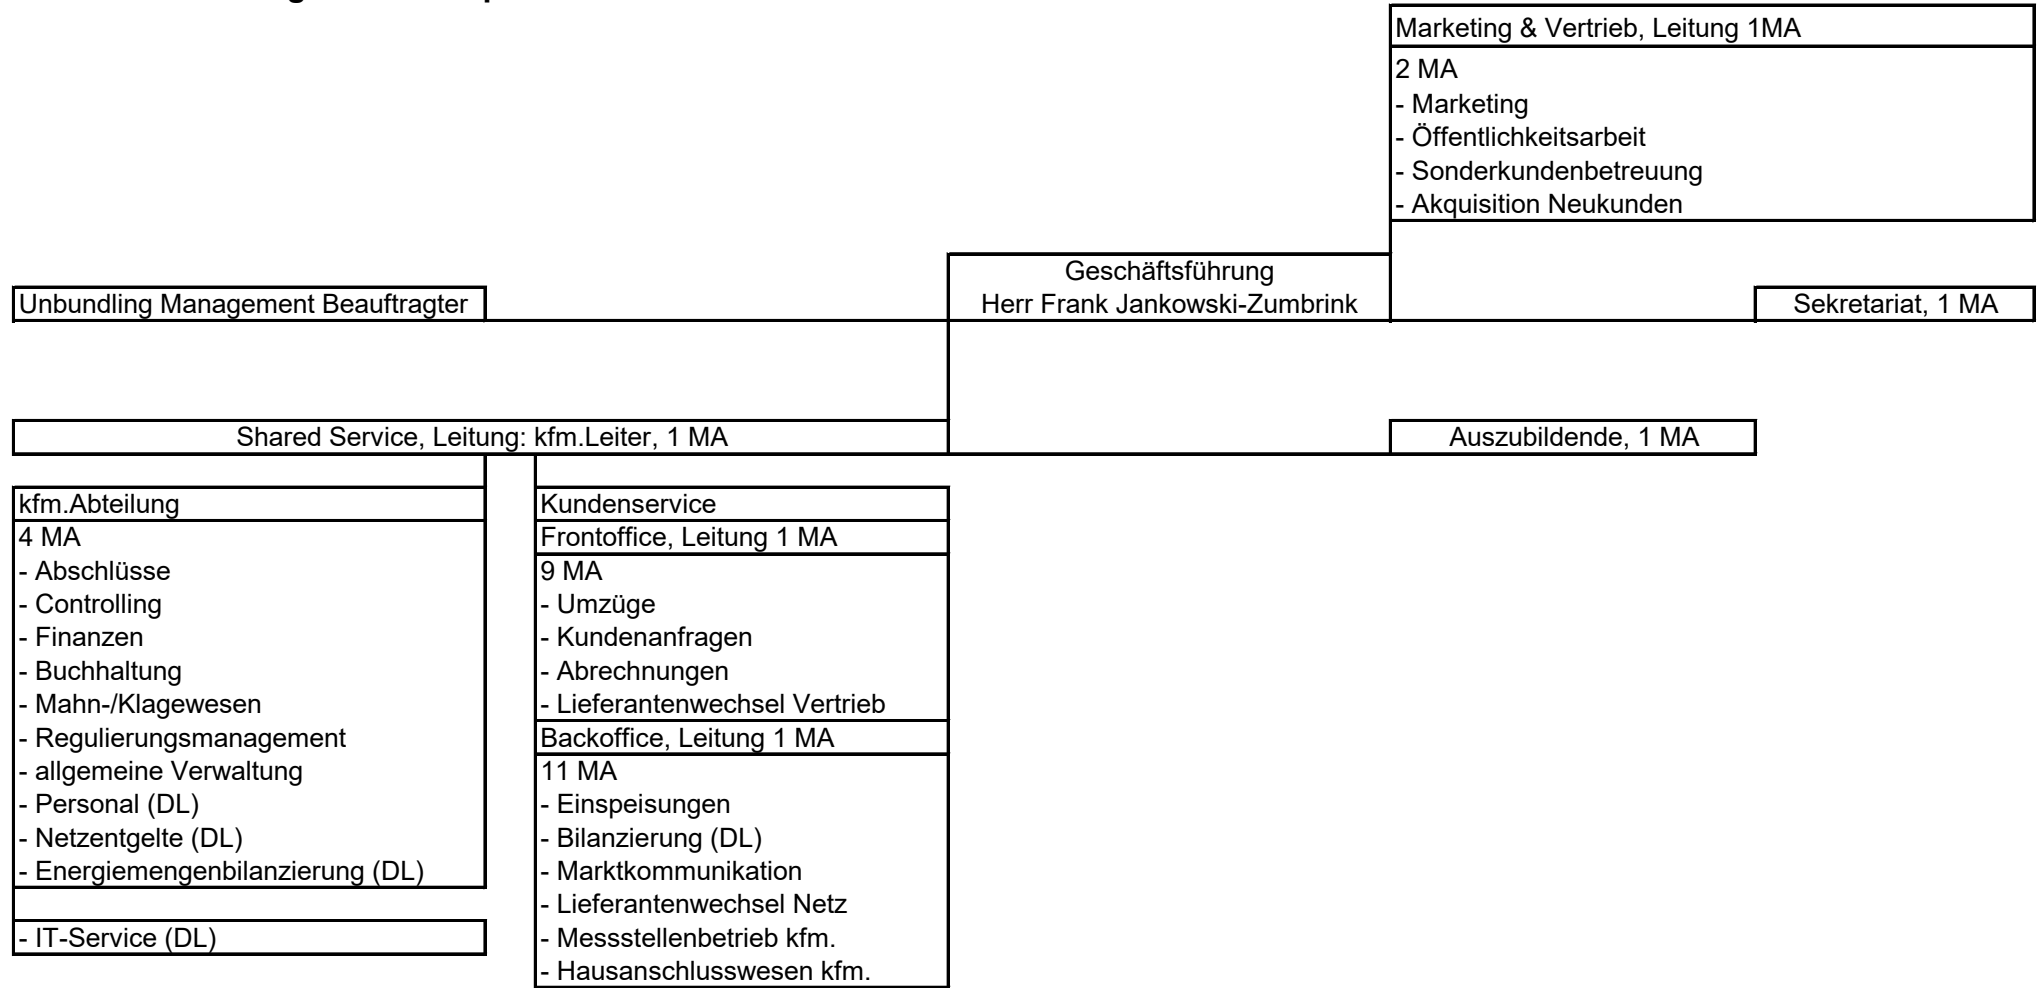 Marketing & Vertrieb, Leitung 1MA
2 MA
- Marketing
- Öffentlichkeitsarbeit
- Sonderkundenbetreuung
- Akquisition Neukunden
Geschäftsführung
Herr Frank Jankowski-Zumbrink
Unbundling Management Beauftragter
Sekretariat, 1 MA
Shared Service, Leitung: kfm.Leiter, 1 MA
Auszubildende, 1 MA
kfm.Abteilung
4 MA
- Abschlüsse
- Controlling
- Finanzen
- Buchhaltung
- Mahn-/Klagewesen
- Regulierungsmanagement
- allgemeine Verwaltung
- Personal (DL)
- Netzentgelte (DL)
- Energiemengenbilanzierung (DL)
- IT-Service (DL)
Kundenservice
Frontoffice, Leitung 1 MA
9 MA
- Umzüge
- Kundenanfragen
- Abrechnungen
- Lieferantenwechsel Vertrieb
Backoffice, Leitung 1 MA
11 MA
- Einspeisungen
- Bilanzierung (DL)
- Marktkommunikation
- Lieferantenwechsel Netz
- Messstellenbetrieb kfm.
- Hausanschlusswesen kfm.